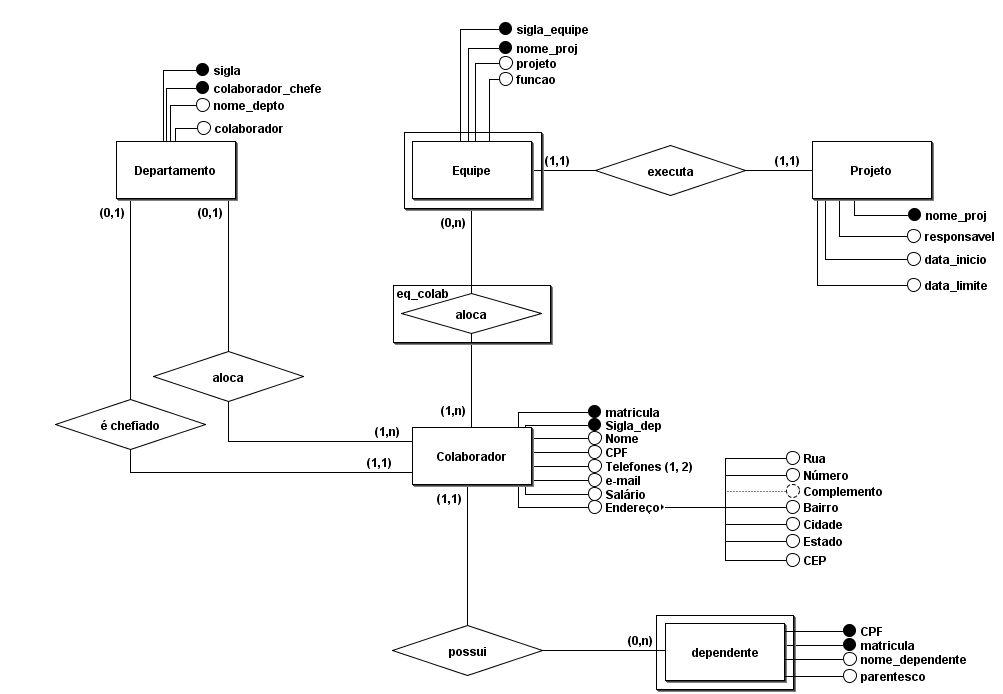 sigla_equipe
nome_proj
projeto
funcao
sigla
colaborador_chefe
nome_depto
colaborador
Departamento
Equipe
(1,1)
executa
(1,1)
Projeto
(0,1)
(0,1)
(0,n)
nome_proj
responsavel
data_inicio
data_limite
eq_colab
aloca
aloca
é chefiado
(1,n)
(1,n)
(1,1)
Colaborador
(1,1)
matricula
Sigla_dep
Nome
CPF
Telefones (1, 2)
e-mail
Salário
Endereço
Rua
Número
Complemento
Bairro
Cidade
Estado
CEP
possui
(0,n)
dependente
CPF
matricula
nome_dependente
parentesco